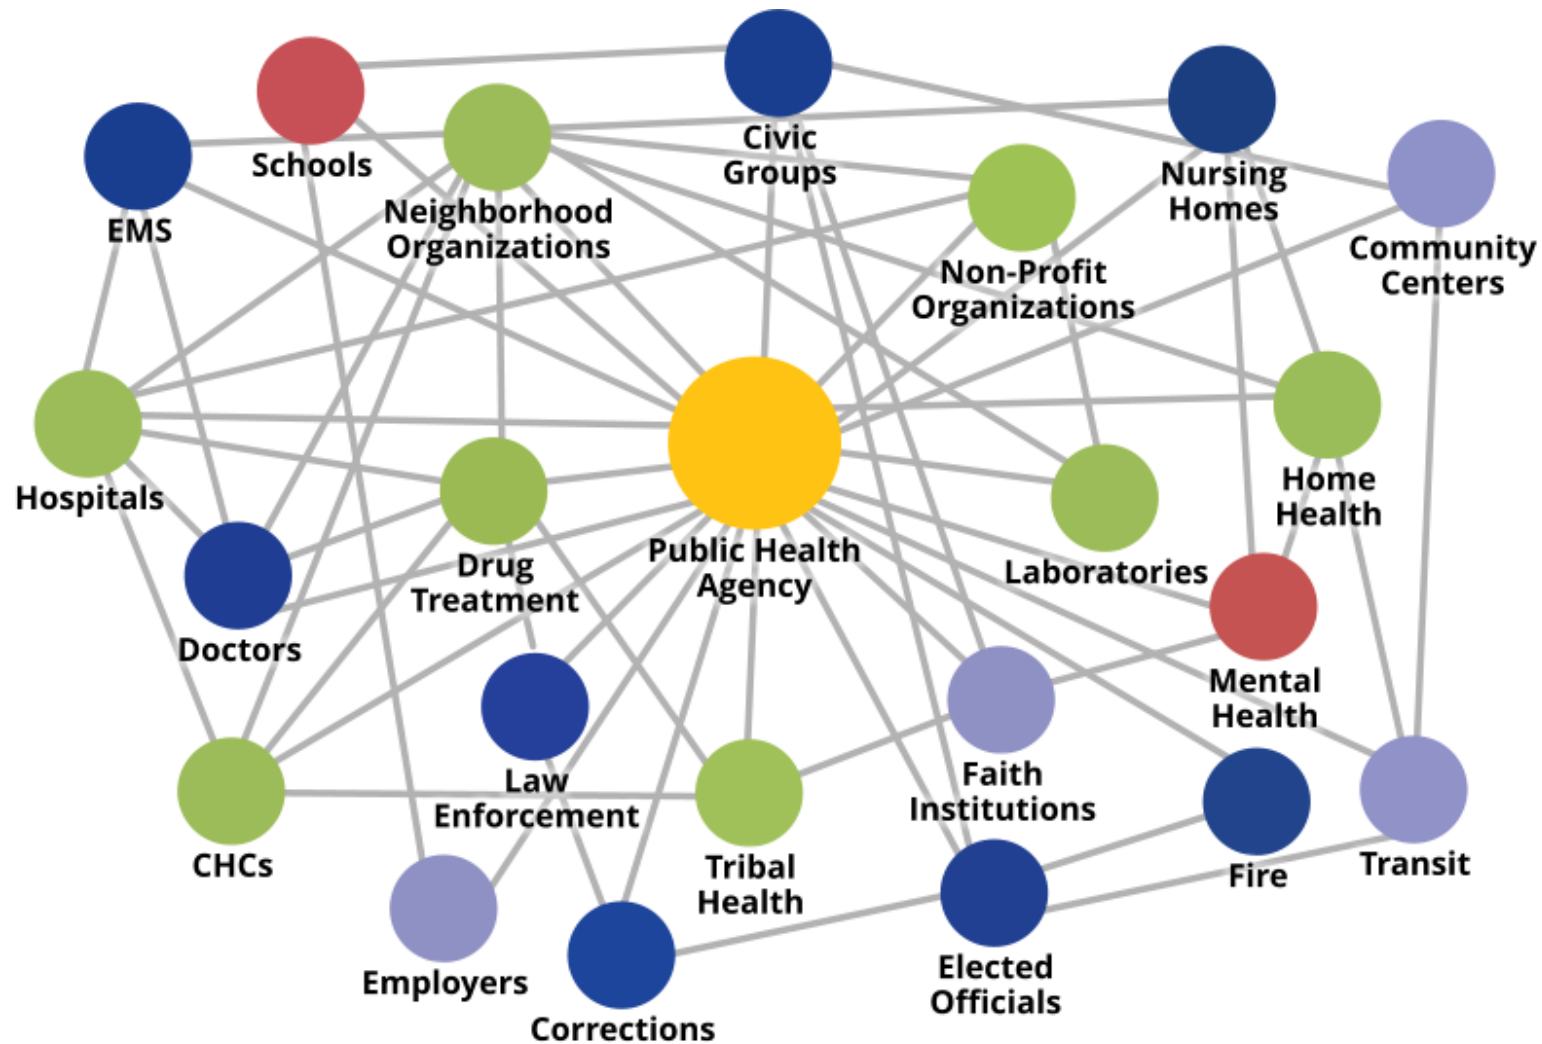 Schools
Civic
Groups
EMS
Neighborhood
Organizations
Nursing
Homes
Community
Centers
Non-Profit
Organizations
Hospitals
Home
Health
Drug
Treatment
Public Health
Agency
Laboratories
Doctors
Mental
Health
Law
Enforcement
Faith
Institutions
CHCs
Tribal
Health
Fire
Transit
Employers
Elected
Officials
Corrections